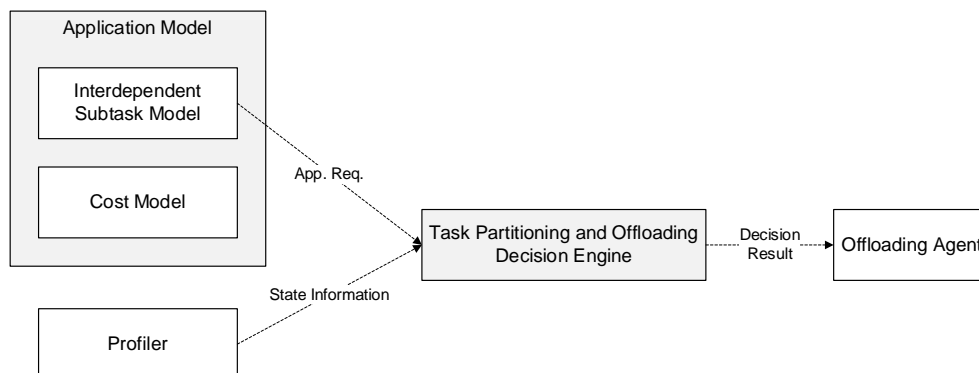 Application Model
Interdependent
Subtask Model
Cost Model
App. Req.
Task Partitioning and Offloading
Decision Engine
Decision
Result
Offloading Agent
State Information
Profiler